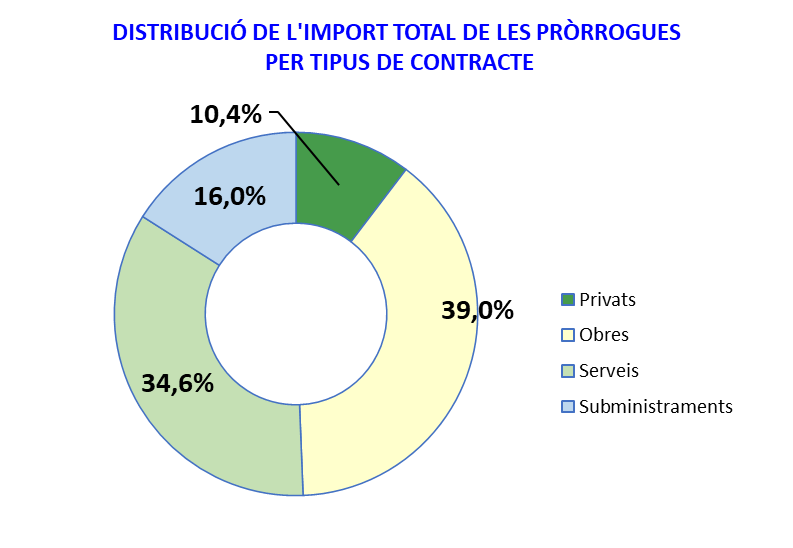 DISTRIBUCIÓ DE L'IMPORT TOTAL DE LES PRÒRROGUES
PER TIPUS DE CONTRACTE
10,4%
16,0%
39,0%
34,6%
Privats
Obres
Serveis
Subministraments